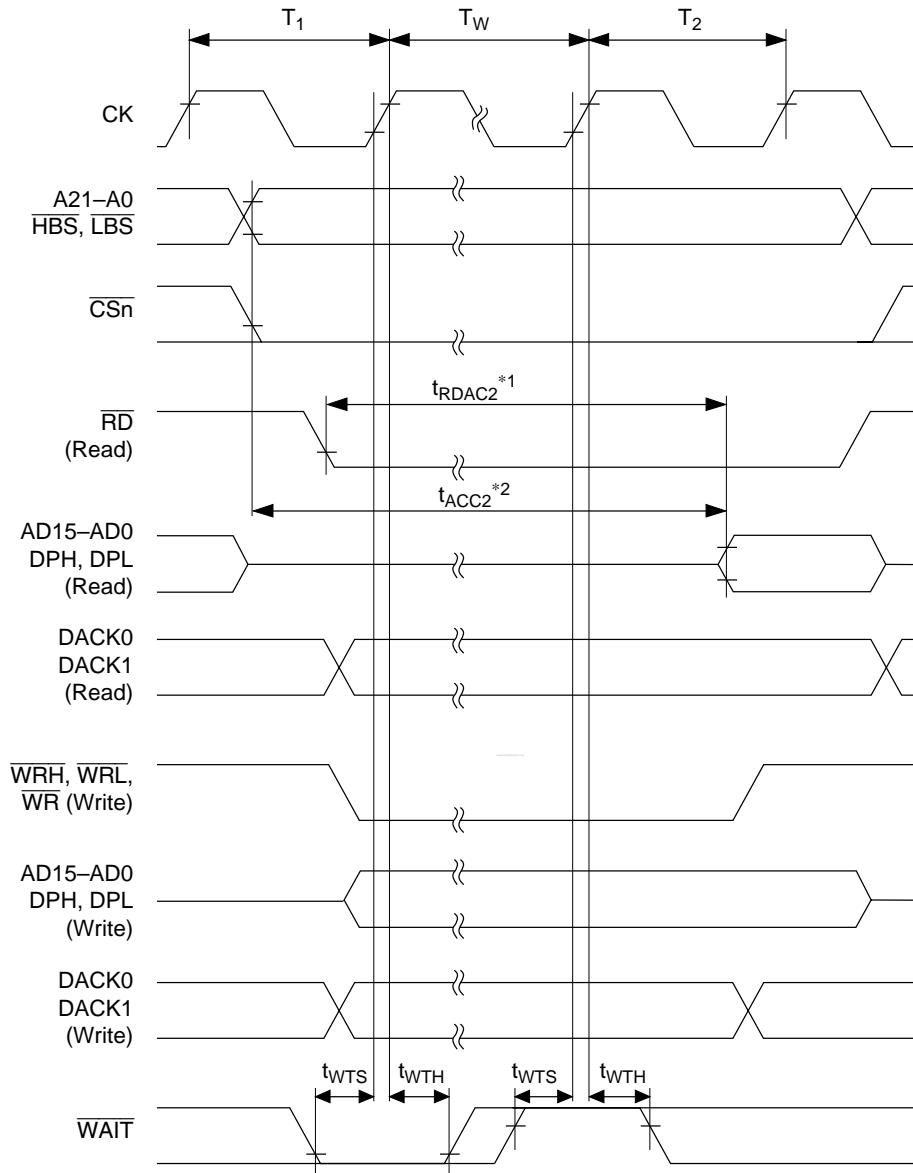 T1 TW T2
CK
A21–A0
HBS, LBS
CSn
tRDAC2*1
RD
(Read)
tACC2*2
AD15–AD0
DPH, DPL
(Read)
DACK0
DACK1
(Read)
WRH, WRL,
WR (Write)
AD15–AD0
DPH, DPL
(Write)
DACK0
DACK1
(Write)
tWTS tWTH tWTS tWTH
WAIT